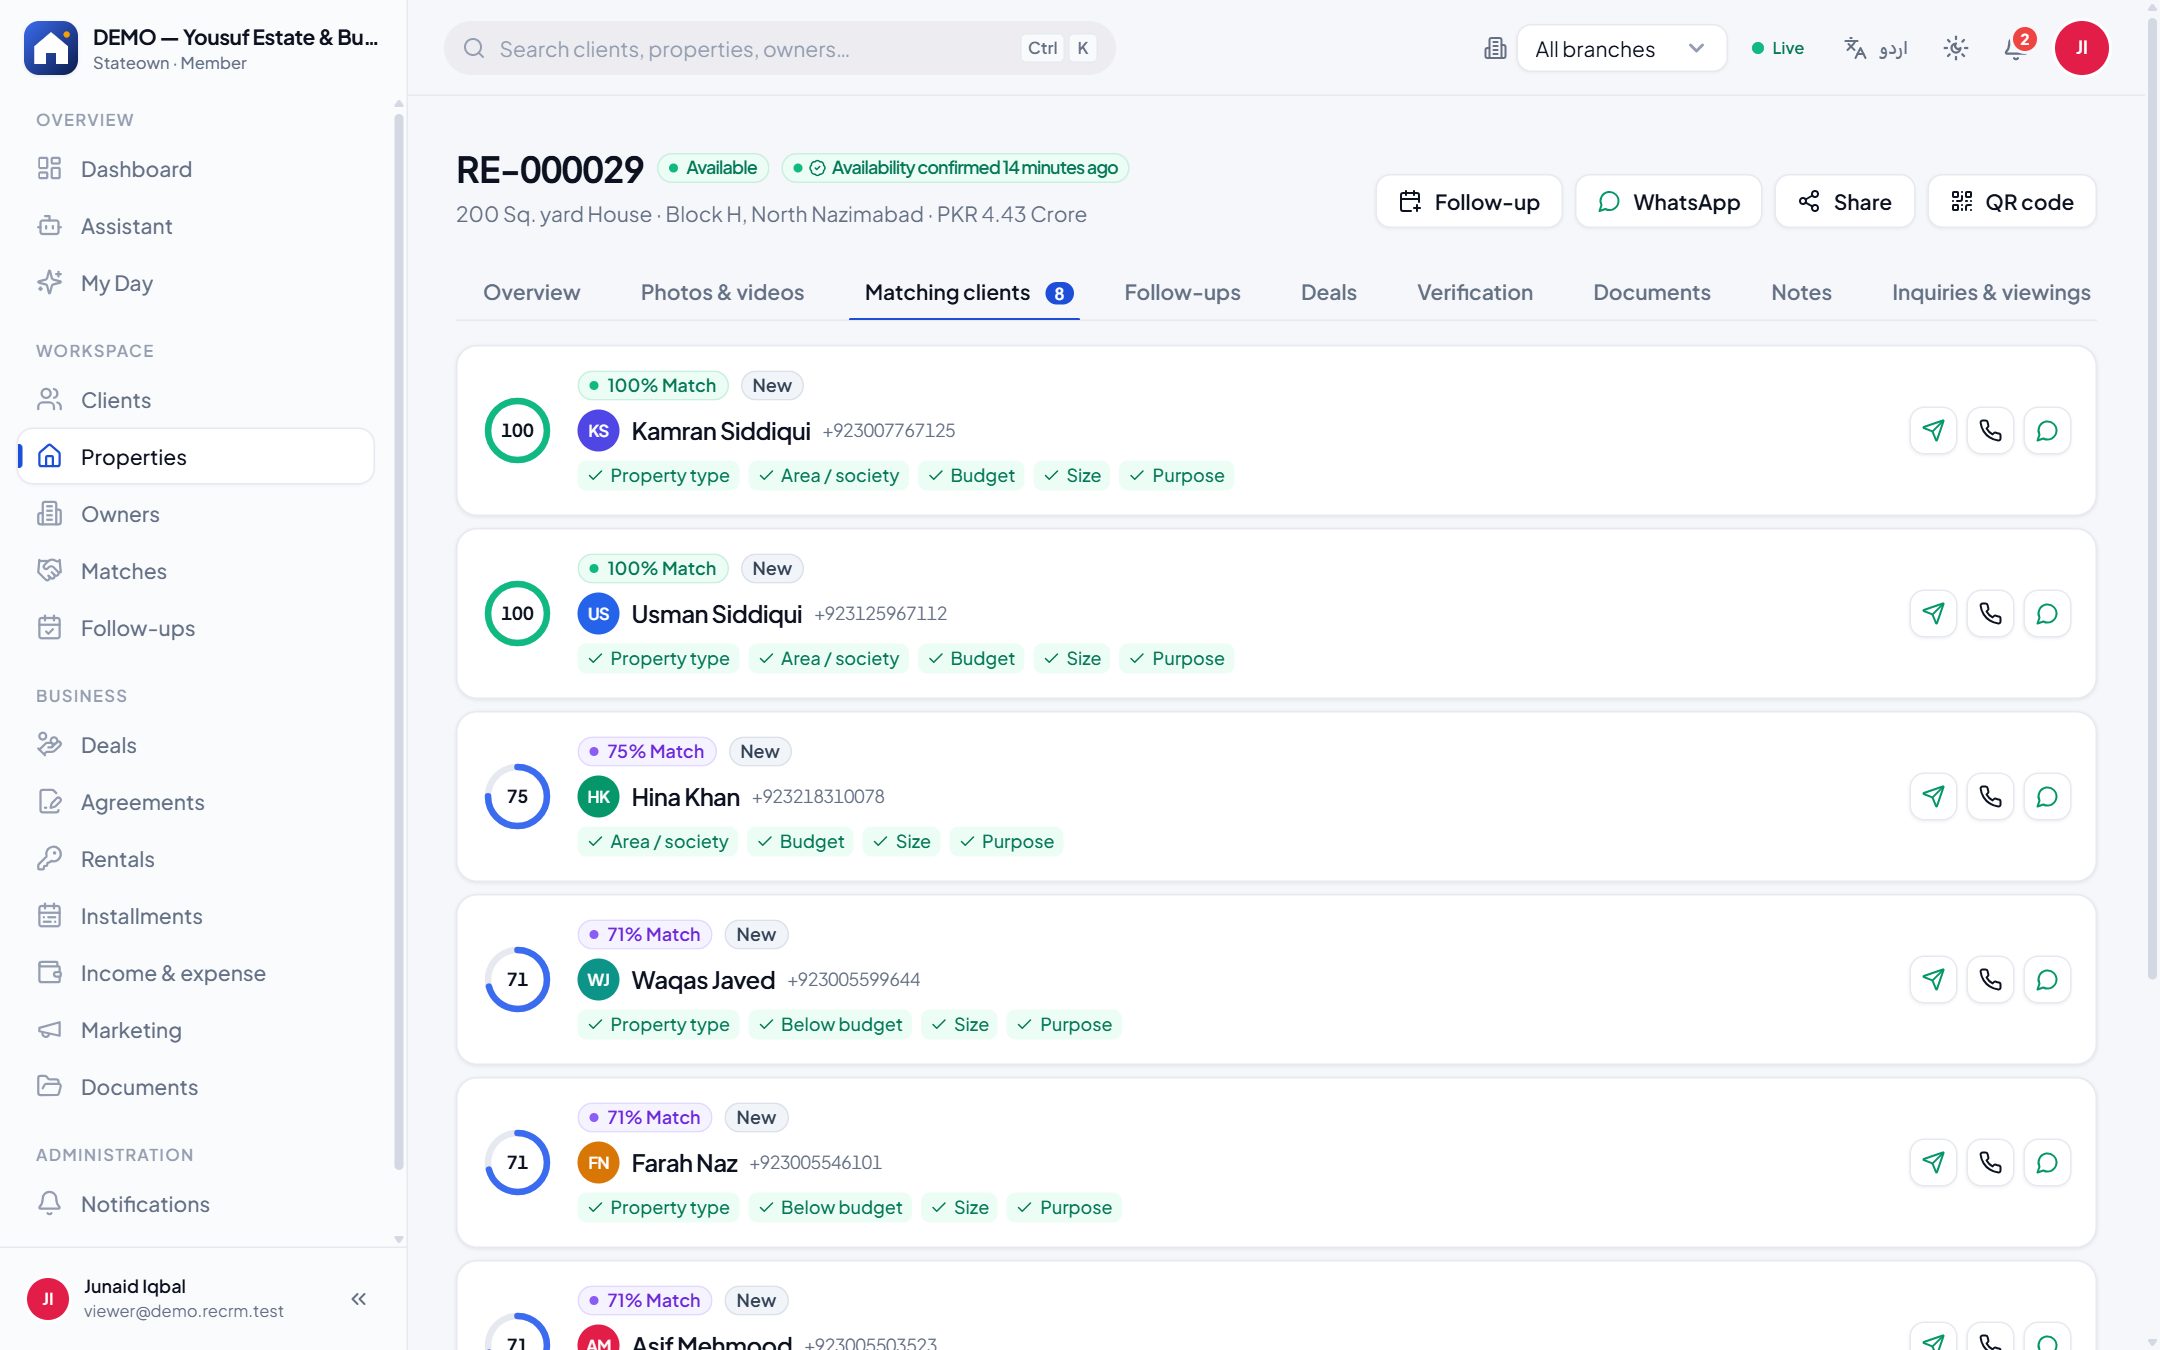 DEMO — Yousuf Estate & Bu...
Stateown · Member
OVERVIEW
Dashboard
Assistant
My Day
WORKSPACE
Clients
Properties
Owners
Matches
Follow-ups
BUSINESS
Deals
Agreements
Rentals
Installments
Income & expense
Marketing
Documents
ADMINISTRATION
Notifications
JI
Junaid Iqbal
viewer@demo.recrm.test
Search clients, properties, owners...
Ctrl K
All branches
Live
اردو
2
JI
RE-000029 Available Availability confirmed 14 minutes ago
200 Sq. yard House · Block H, North Nazimabad · PKR 4.43 Crore
Follow-up WhatsApp Share QR code
Overview Photos & videos Matching clients 8 Follow-ups Deals Verification Documents Notes Inquiries & viewings
100% Match New
100 KS Kamran Siddiqui +923007767125
Property type Area / society Budget Size Purpose
100% Match New
100 US Usman Siddiqui +923125967112
Property type Area / society Budget Size Purpose
75% Match New
75 HK Hina Khan +923218310078
Area / society Budget Size Purpose
71% Match New
71 WJ Waqas Javed +923005599644
Property type Below budget Size Purpose
71% Match New
71 FN Farah Naz +923005546101
Property type Below budget Size Purpose
71% Match New
71 AM Asif Mehmood +923005503523